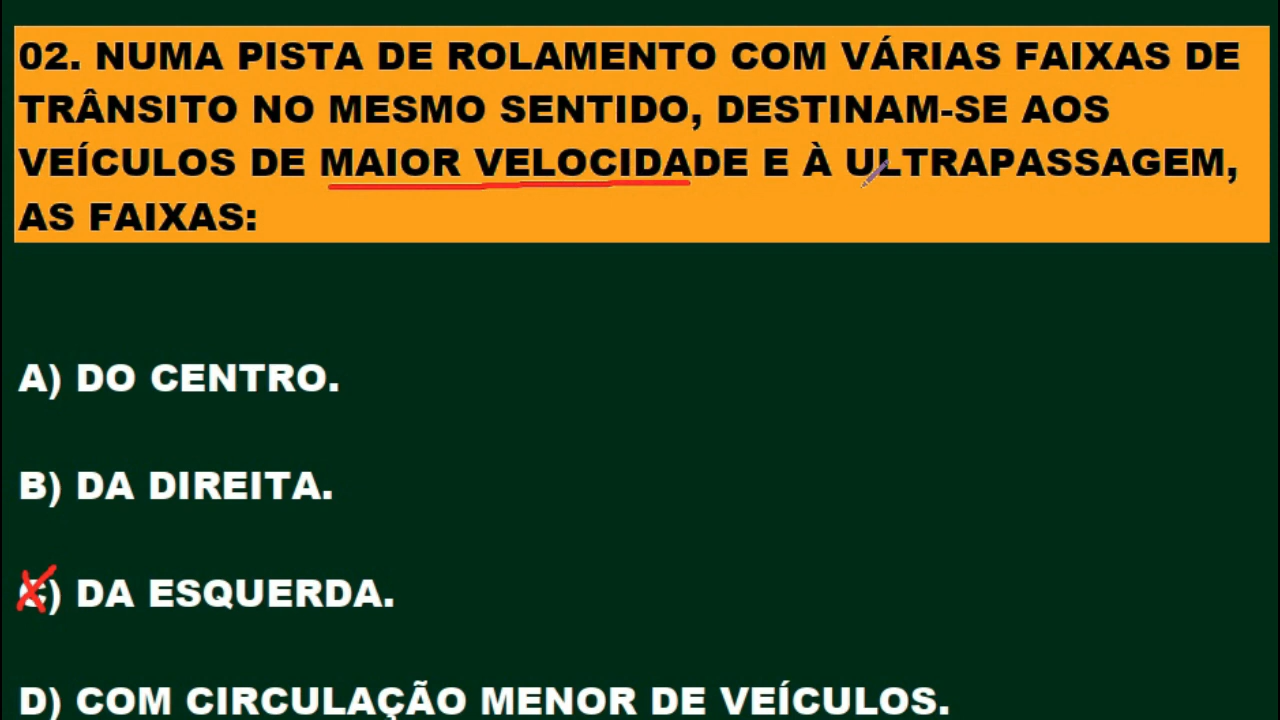 02. NUMA PISTA DE ROLAMENTO COM VÁRIAS FAIXAS DE
TRÂNSITO NO MESMO SENTIDO, DESTINAM-SE AOS
VEÍCULOS DE MAIOR VELOCIDADE E À ULTRAPASSAGEM,
AS FAIXAS:
A) DO CENTRO.
B) DA DIREITA.
C) DA ESQUERDA.
D) COM CIRCULAÇÃO MENOR DE VEÍCULOS.